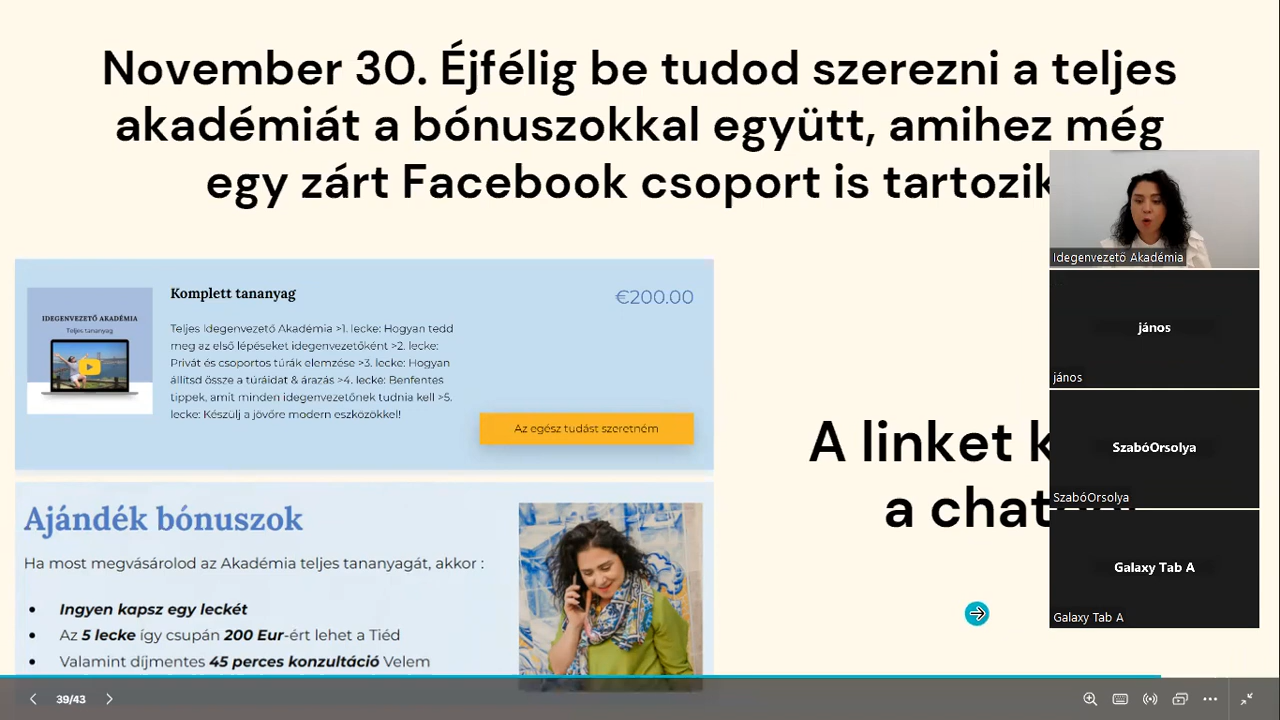 November 30. Éjfélig be tudod szerezni a teljes
akadémiát a bónuszokkal együtt, amihez még
egy zárt Facebook csoport is tartozik
IDEGENVEZETŐ AKADÉMIA
Teljes tananyag
Komplett tananyag
€200.00
Teljes Idegenvezető Akadémia >1. lecke: Hogyan tedd
meg az első lépéseket idegenvezetőként >2. lecke:
Privát és csoportos túrák elemzése >3. lecke: Hogyan
állítsd össze a túráidat & árazás >4. lecke: Benfentes
tippek, amit minden idegenvezetőnek tudnia kell >5.
lecke: Készülj a jövőre modern eszközökkel!
Az egész tudást szeretném
Ajándék bónuszok
Ha most megvásárolod az Akadémia teljes tananyagát, akkor :
• Ingyen kapsz egy leckét
• Az 5 lecke így csupán 200 Eur-ért lehet a Tiéd
• Valamint díjmentes 45 perces konzultáció Velem
A linket
a chat
Idegenvezető Akadémia
jános
jános
SzabóOrsolya
SzabóOrsolya
Galaxy Tab A
Galaxy Tab A
39/43